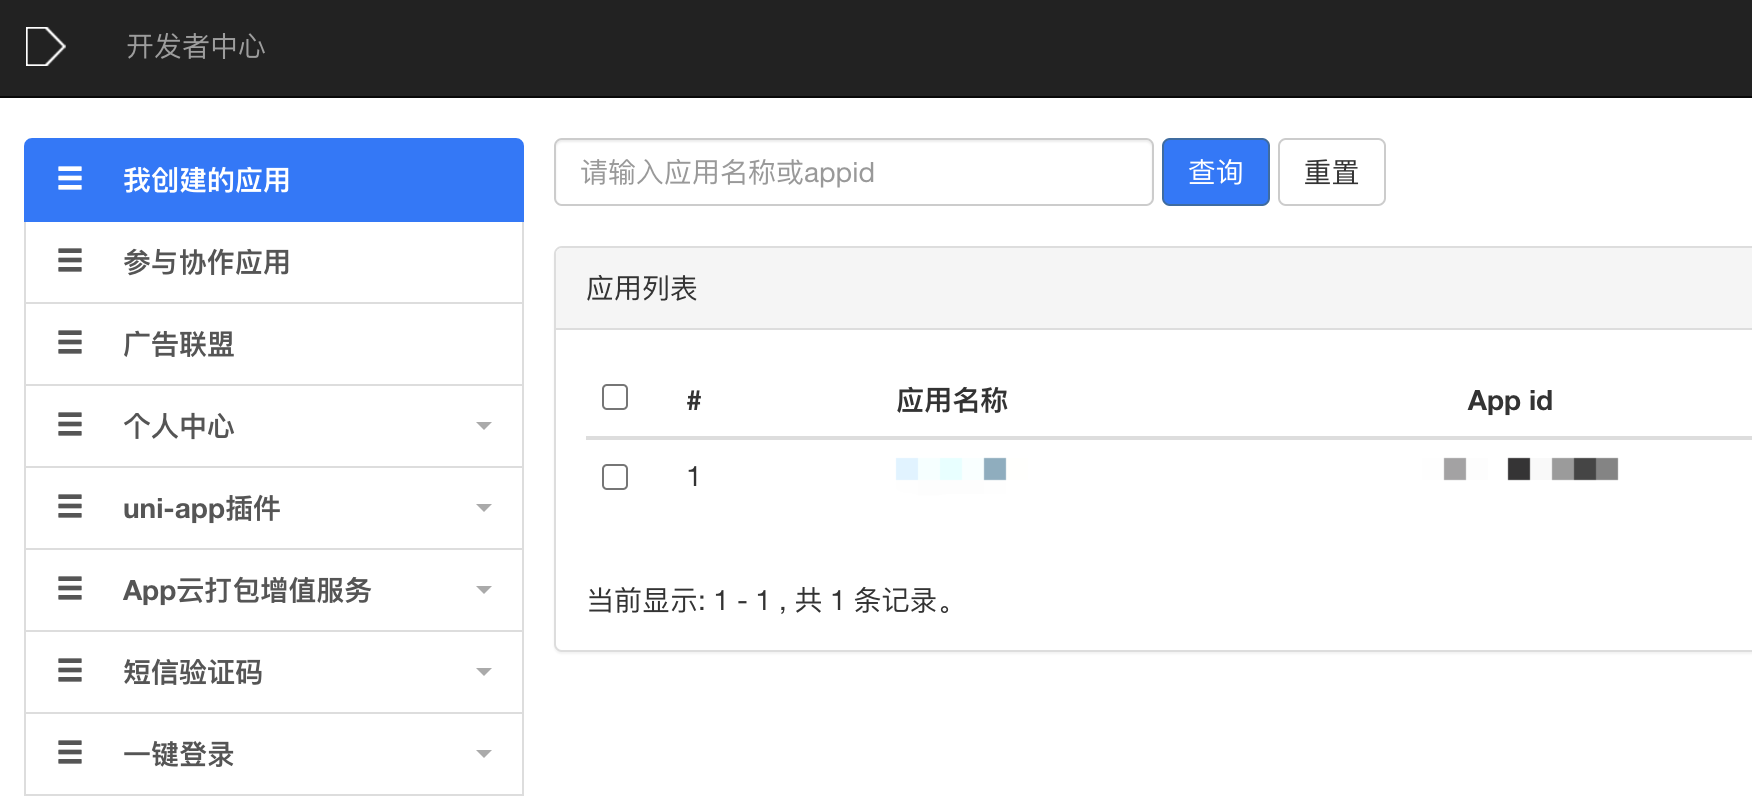 开发者中心
我创建的应用
参与协作应用
广告联盟
个人中心
uni-app插件
App云打包增值服务
短信验证码
一键登录
请输入应用名称或appid
查询
重置
应用列表
# 应用名称 App id
1
当前显示: 1 - 1 , 共 1 条记录。